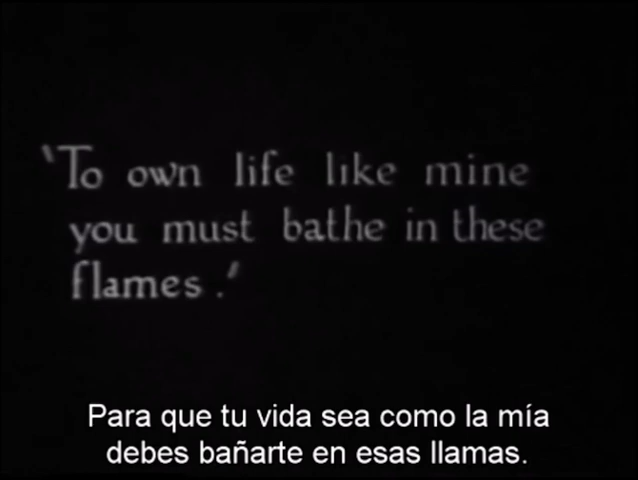 'To own life like mine
you must bathe in these
flames.'
Para que tu vida sea como la mía
debes bañarte en esas llamas.